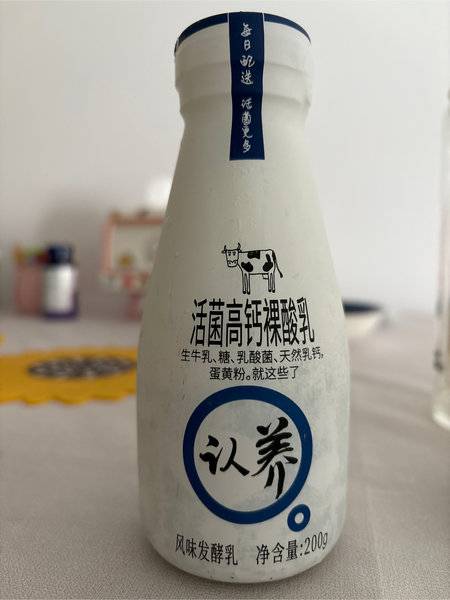 每日配送 活菌更多
活菌高钙裸酸乳
生牛乳、糖、乳酸菌、天然乳钙。
蛋黄粉。就这些了
认养
风味发酵乳 净含量:200g